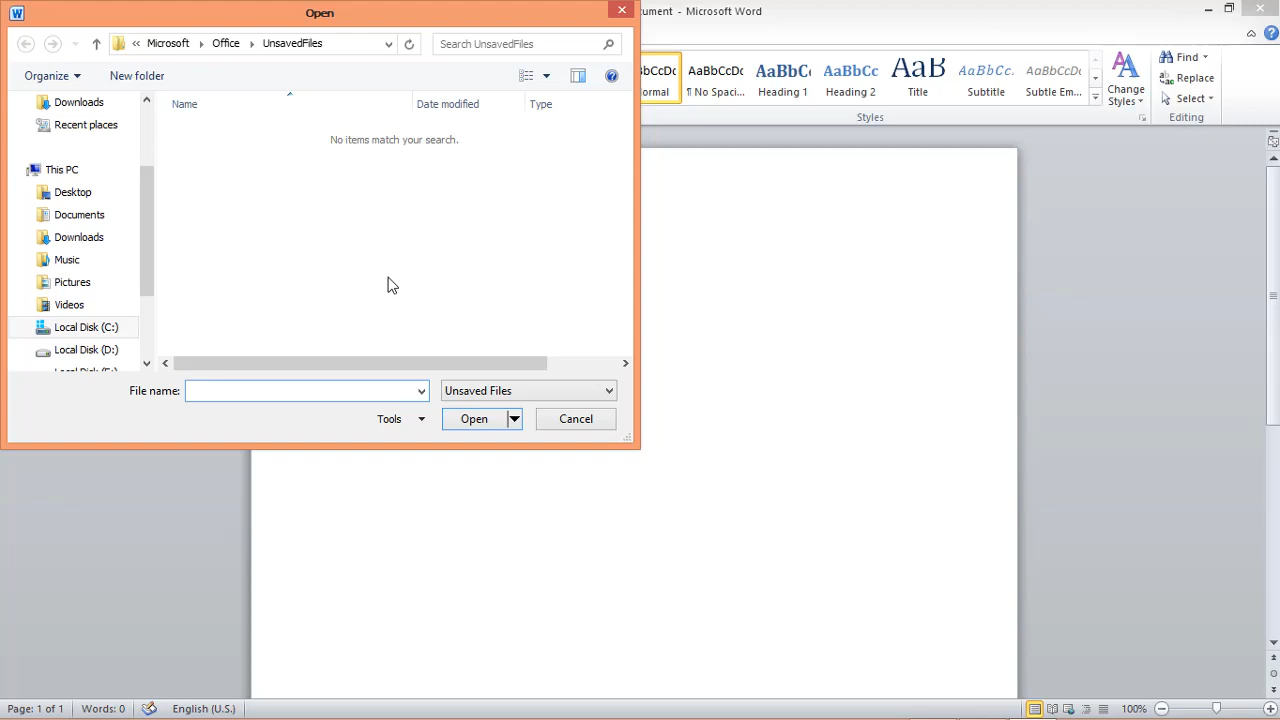 Open
ument - Microsoft Word
Microsoft Office UnsavedFiles
Search UnsavedFiles
Organize
New folder
Name
Date modified
Type
No items match your search.
Downloads
Recent places
This PC
Desktop
Documents
Downloads
Music
Pictures
Videos
Local Disk (C:)
Local Disk (D:)
File name:
Unsaved Files
Tools
Open
Cancel
bCcDc AaBbCcDc AaBbCc AaBbCc AaB AaBbCc. AaBbCcDc
ormal ¶ No Spaci... Heading 1 Heading 2 Title Subtitle Subtle Em...
Change
Styles
Styles
Find
Replace
Select
Editing
Page: 1 of 1
Words: 0
English (U.S.)
100%